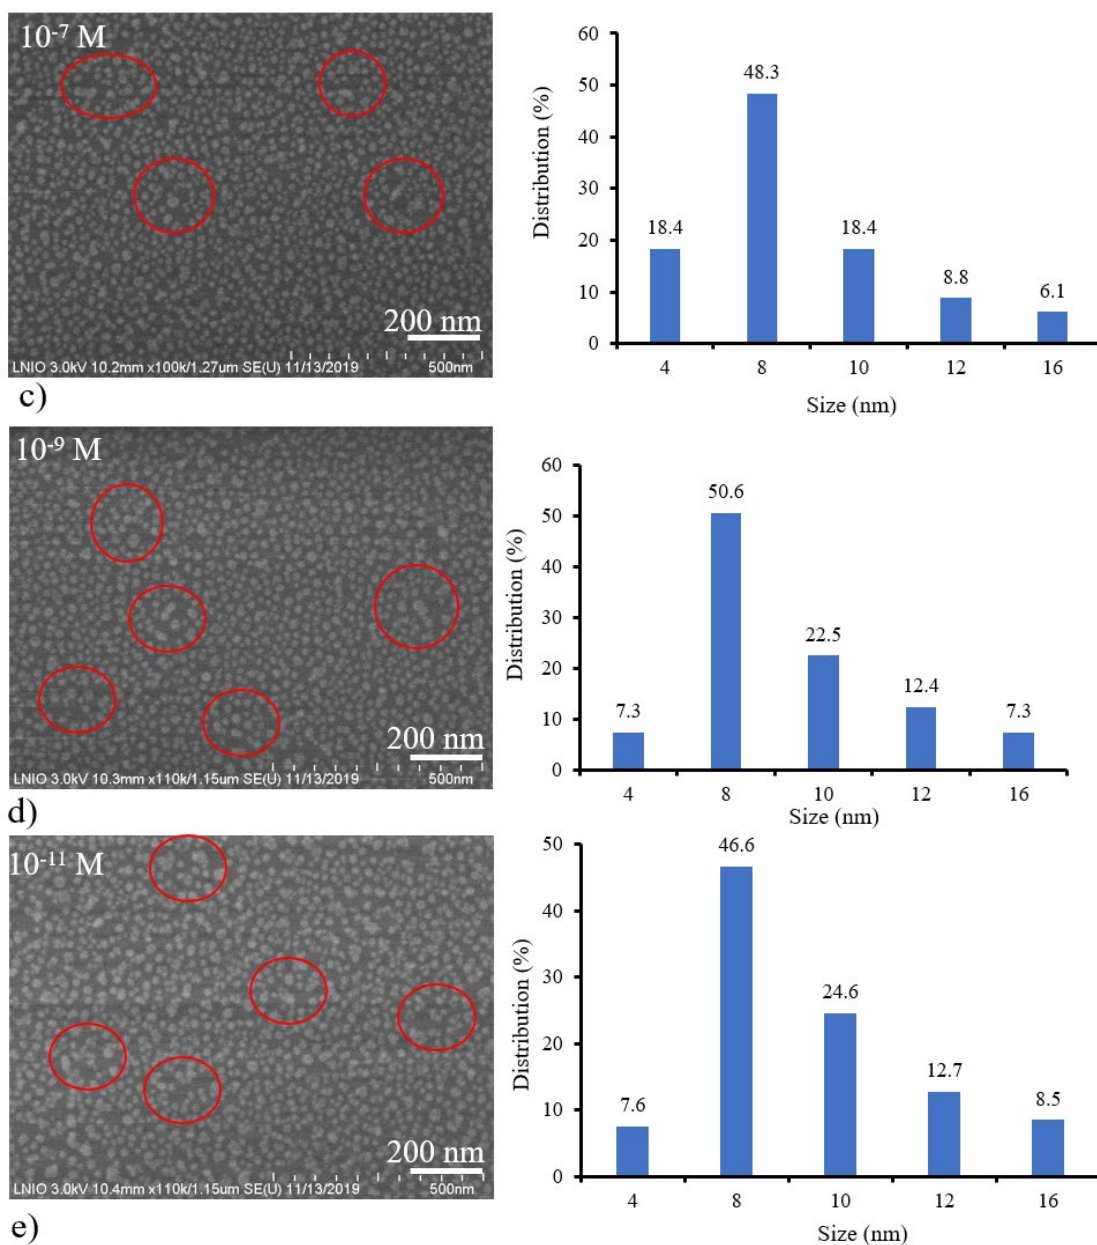 10-7 M
200 nm
LNIO 3.0kV 10.2mm x100k/1.27um SE(U) 11/13/2019 500nm
c)
Distribution (%)
60
50
40
30
20
10
0
18.4
48.3
18.4
8.8
6.1
4 8 10 12 16
Size (nm)
10-9 M
200 nm
LNIO 3.0kV 10.3mm x110k/1.15um SE(U) 11/13/2019 500nm
d)
Distribution (%)
60
50
40
30
20
10
0
7.3
50.6
22.5
12.4
7.3
4 8 10 12 16
Size (nm)
10-11 M
200 nm
LNIO 3.0kV 10.4mm x110k/1.15um SE(U) 11/13/2019 500nm
e)
Distribution (%)
50
40
30
20
10
0
7.6
46.6
24.6
12.7
8.5
4 8 10 12 16
Size (nm)